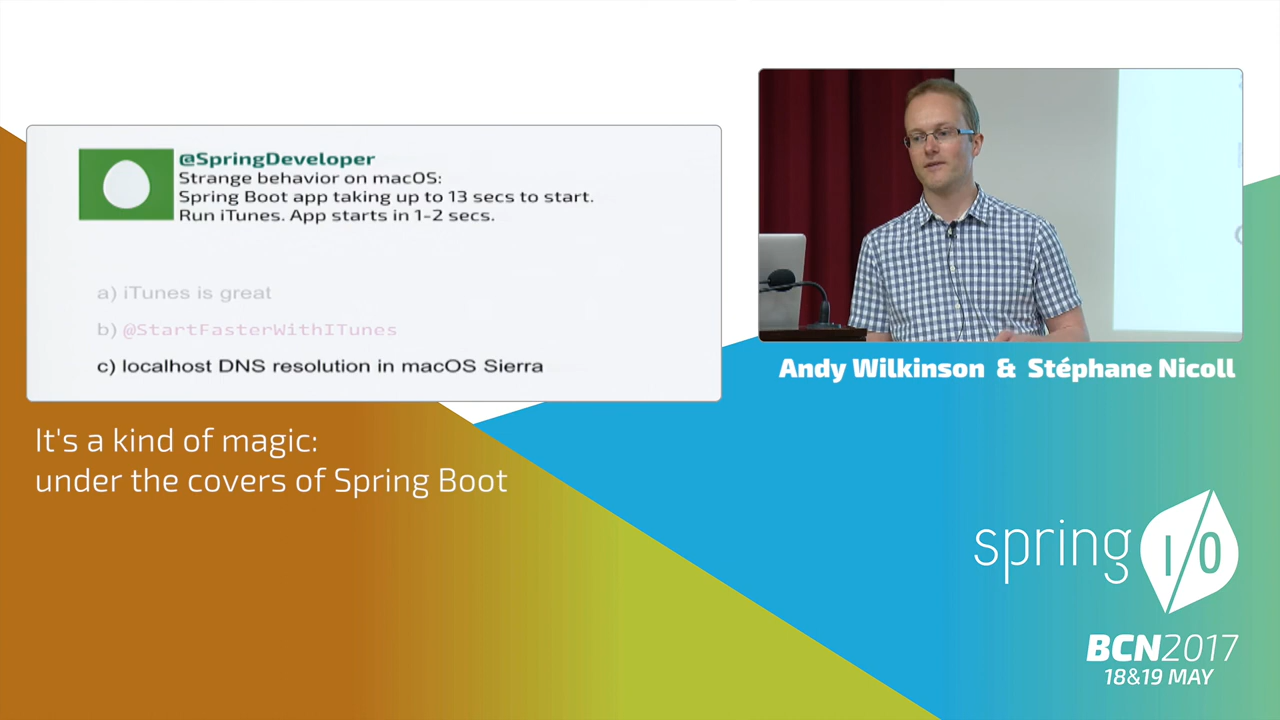 @SpringDeveloper
Strange behavior on macOS:
Spring Boot app taking up to 13 secs to start.
Run iTunes. App starts in 1-2 secs.
a) iTunes is great
b) @StartFasterWithITunes
c) localhost DNS resolution in macOS Sierra
Andy Wilkinson & Stéphane Nicoll
It's a kind of magic:
under the covers of Spring Boot
spring I/O
BCN2017
18&19 MAY